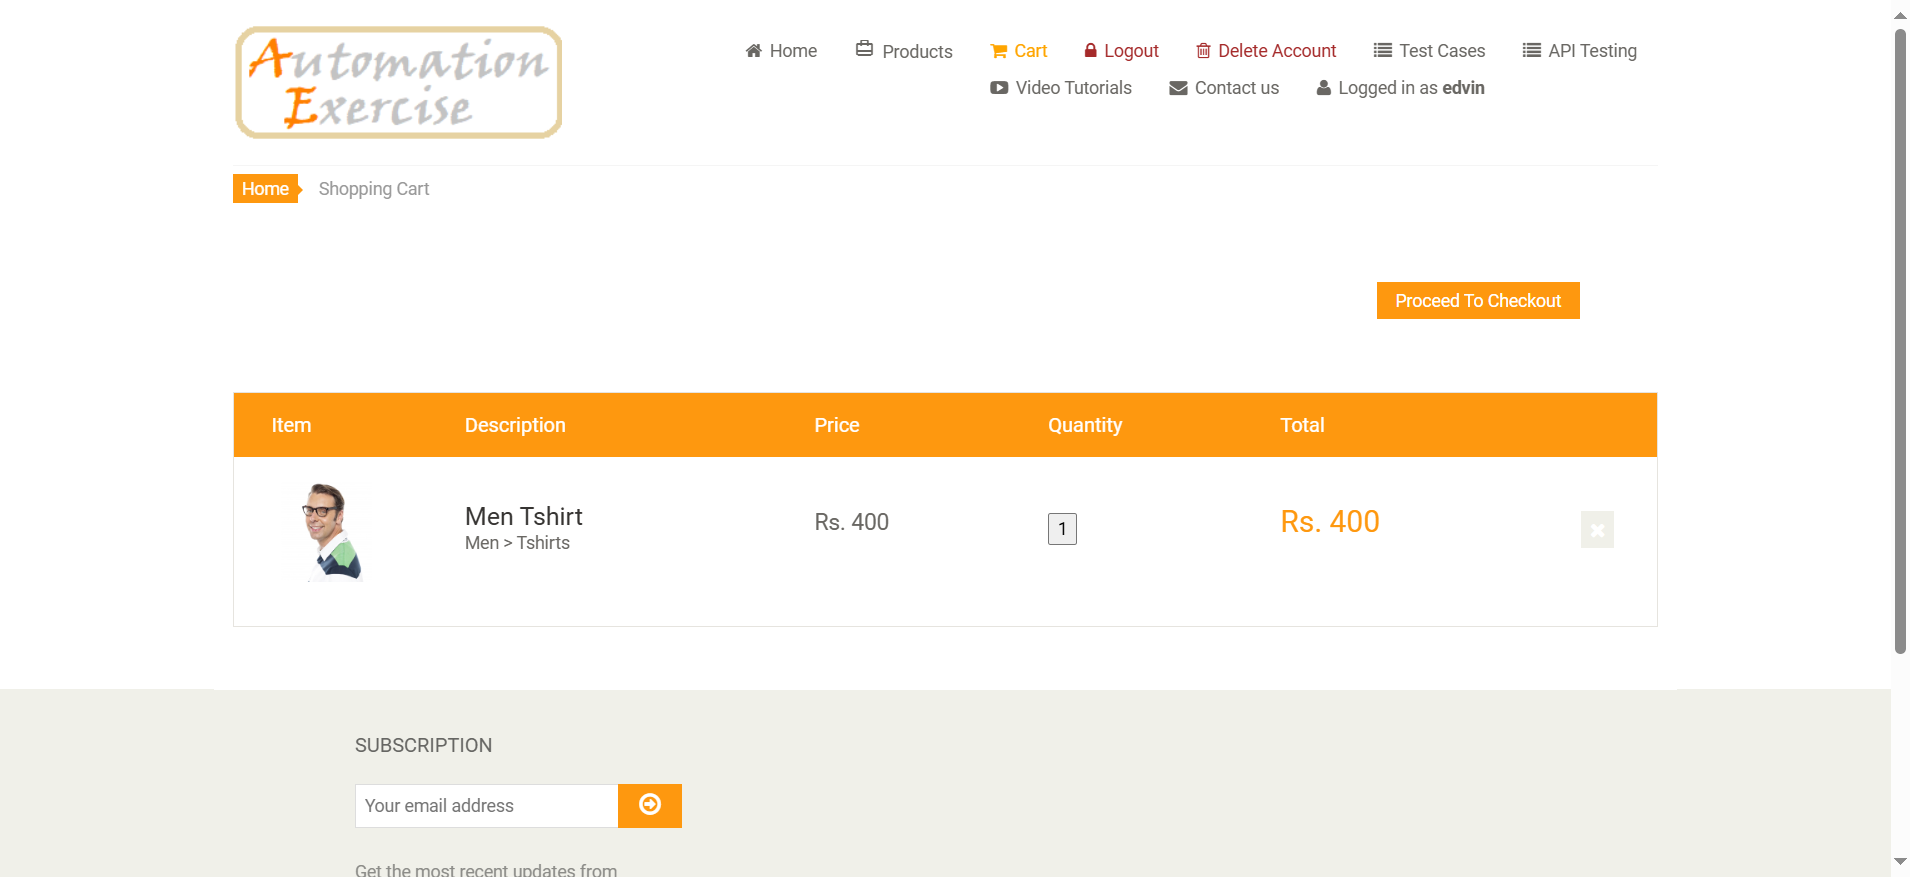 Automation
Exercise
Home Products Cart Logout Delete Account Test Cases API Testing
Video Tutorials Contact us Logged in as edvin
Home Shopping Cart
Proceed To Checkout
Item Description Price Quantity Total
Men Tshirt Rs. 400 1 Rs. 400
Men > Tshirts
SUBSCRIPTION
Your email address
Get the most recent updates from